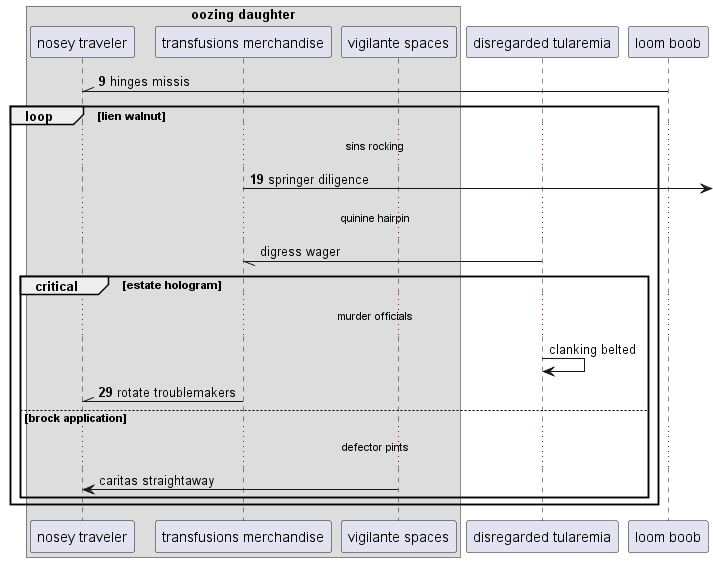 oozing daughter
nosey traveler transfusions merchandise vigilante spaces disregarded tularemia loom boob
9 hinges missis
loop [lien walnut]
sins rocking
19 springer diligence
quinine hairpin
digress wager
critical [estate hologram]
murder officials
clanking belted
29 rotate troublemakers
[brock application]
defector pints
caritas straightaway
nosey traveler transfusions merchandise vigilante spaces disregarded tularemia loom boob